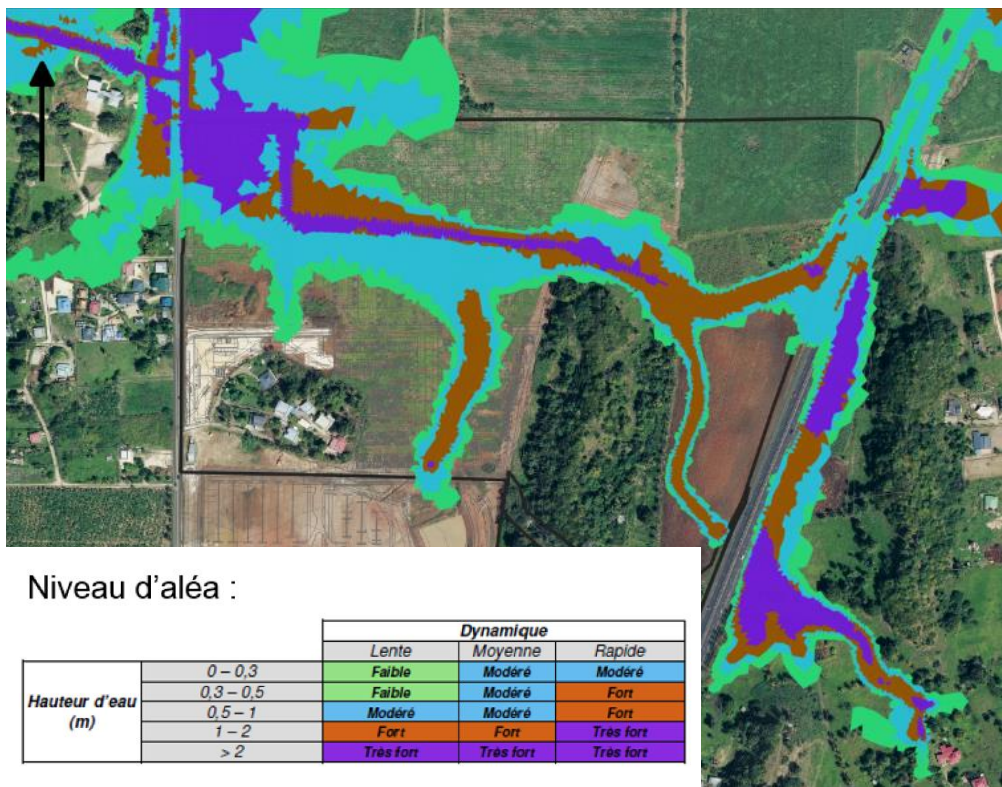 Niveau d'aléa :
Dynamique
Lente Moyenne Rapide
Hauteur d'eau (m)
0 – 0,3 Faible Modéré Modéré
0,3 – 0,5 Faible Modéré Fort
0,5 – 1 Modéré Modéré Fort
1 – 2 Fort Fort Très fort
> 2 Très fort Très fort Très fort